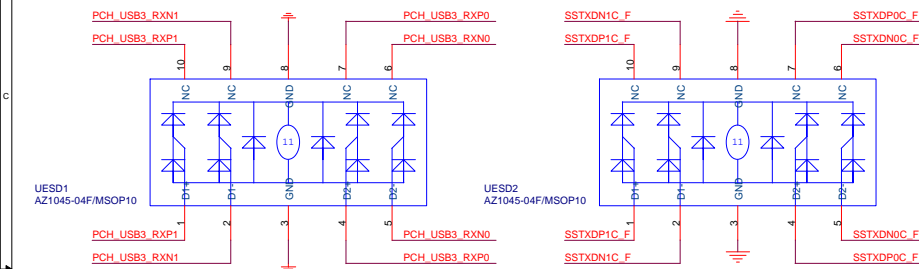 PCH_USB3_RXN1
PCH_USB3_RXP0
SSTXDN1C_F
SSTXDP0C_F
PCH_USB3_RXP1
PCH_USB3_RXN0
SSTXDP1C_F
SSTXDN0C_F
10 9 8 7 6
10 9 8 7 6
NC NC GND NC NC
NC NC GND NC NC
C
11
11
UESD1
AZ1045-04F/MSOP10
UESD2
AZ1045-04F/MSOP10
D1+ D1- GND D2+ D2-
D1+ D1- GND D2+ D2-
1 2 3 4 5
1 2 3 4 5
PCH_USB3_RXP1
PCH_USB3_RXN0
SSTXDP1C_F
SSTXDN0C_F
PCH_USB3_RXN1
PCH_USB3_RXP0
SSTXDN1C_F
SSTXDP0C_F